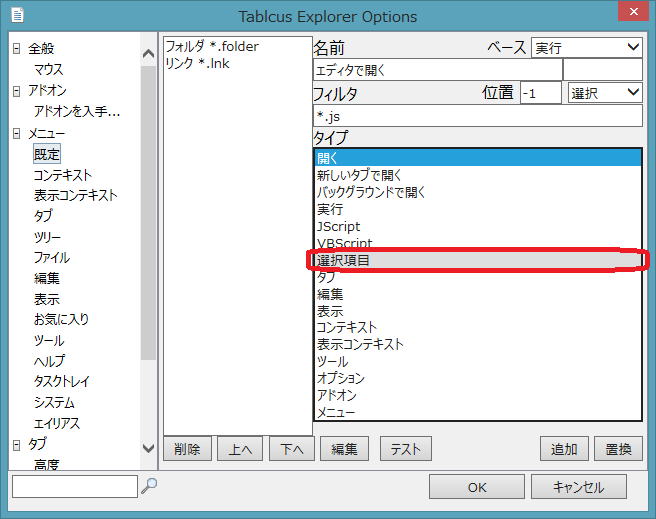 Tablcus Explorer Options
全般
マウス
アドオン
アドオンを入手...
メニュー
既定
コンテキスト
表示コンテキスト
タブ
ツリー
ファイル
編集
表示
お気に入り
ツール
ヘルプ
タスクトレイ
システム
エイリアス
タブ
高度
フォルダ *.folder
リンク *.lnk
名前
ベース
実行
エディタで開く
フィルタ
位置
-1
選択
*.js
タイプ
開く
新しいタブで開く
バックグラウンドで開く
実行
JScript
VBScript
選択項目
タブ
編集
表示
コンテキスト
表示コンテキスト
ツール
オプション
アドオン
メニュー
削除
上へ
下へ
編集
テスト
追加
置換
OK
キャンセル